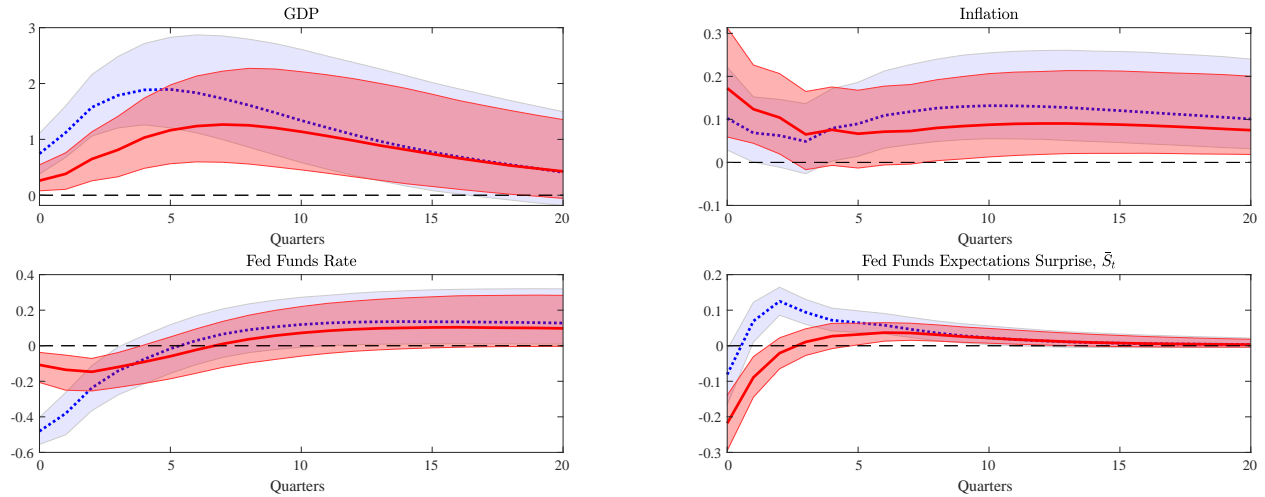 GDP
3
2
1
0
0 5 10 15 20
Quarters
Inflation
0.3
0.2
0.1
0
-0.1
0 5 10 15 20
Quarters
Fed Funds Rate
0.4
0.2
0
-0.2
-0.4
-0.6
0 5 10 15 20
Quarters
Fed Funds Expectations Surprise, S̄t
0.2
0.1
0
-0.1
-0.2
-0.3
0 5 10 15 20
Quarters